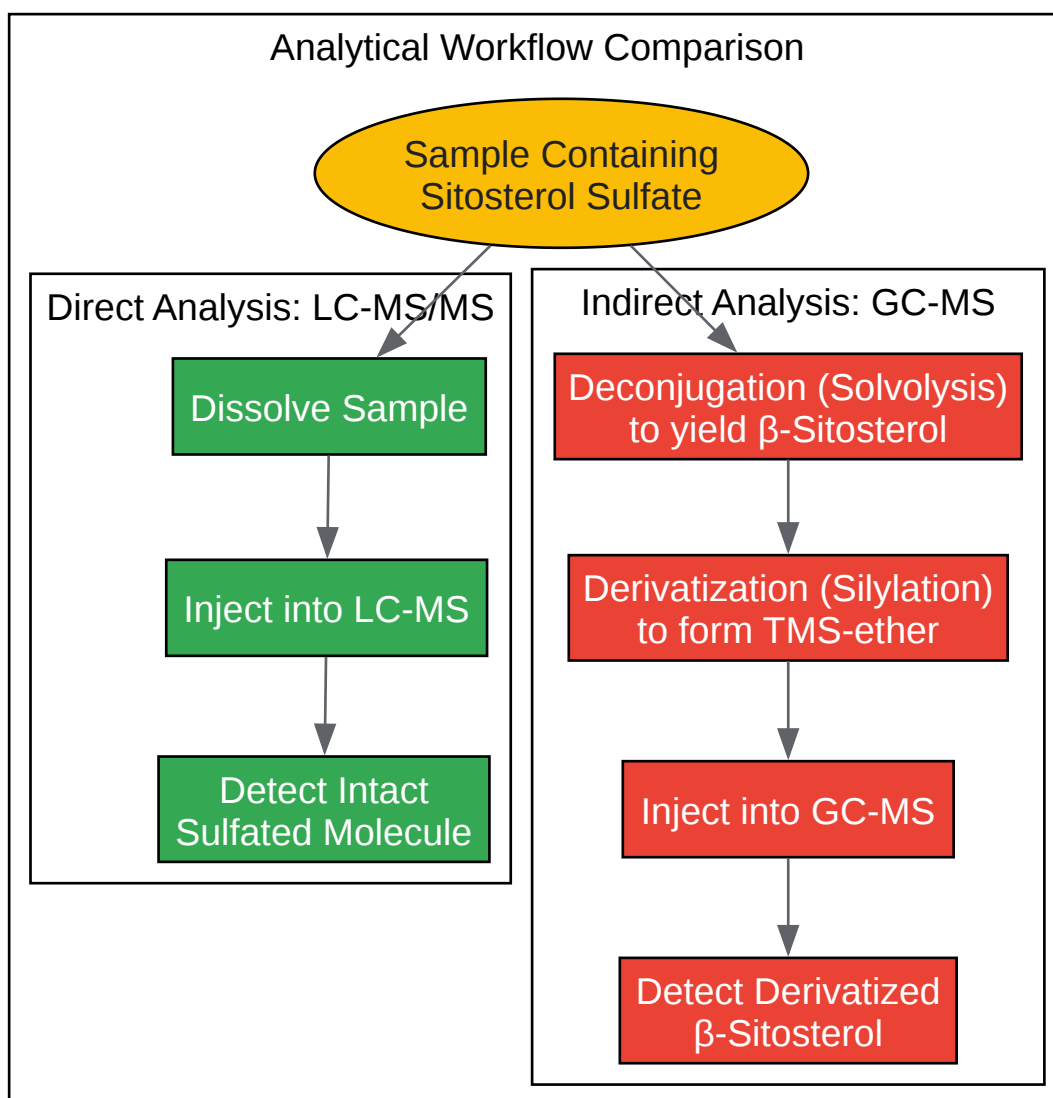 Analytical Workflow Comparison
Sample Containing
Sitosterol Sulfate
Direct Analysis: LC-MS/MS
Dissolve Sample
Inject into LC-MS
Detect Intact
Sulfated Molecule
Indirect Analysis: GC-MS
Deconjugation (Solvolysis)
to yield β-Sitosterol
Derivatization (Silylation)
to form TMS-ether
Inject into GC-MS
Detect Derivatized
β-Sitosterol